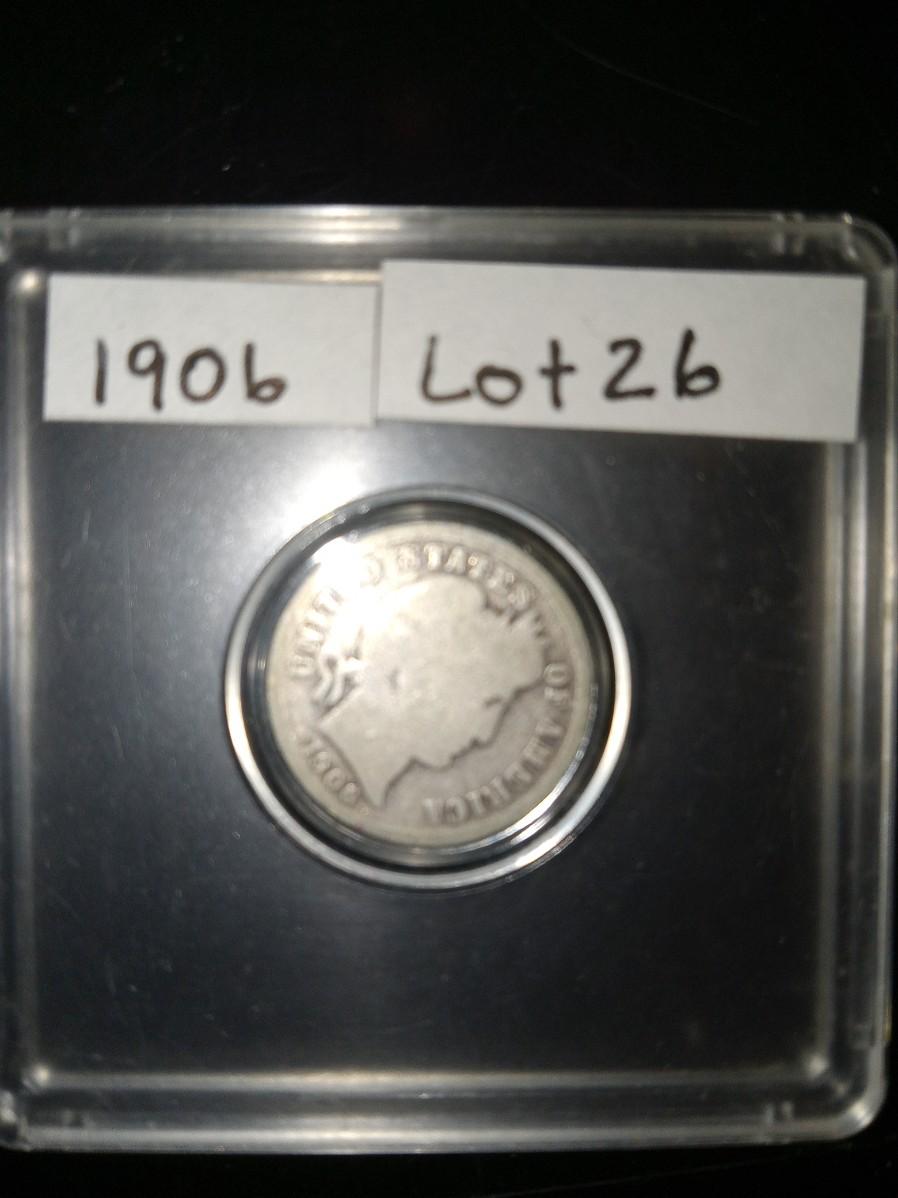 1906 Lot 26
UNITED STATES OF AMERICA
1906